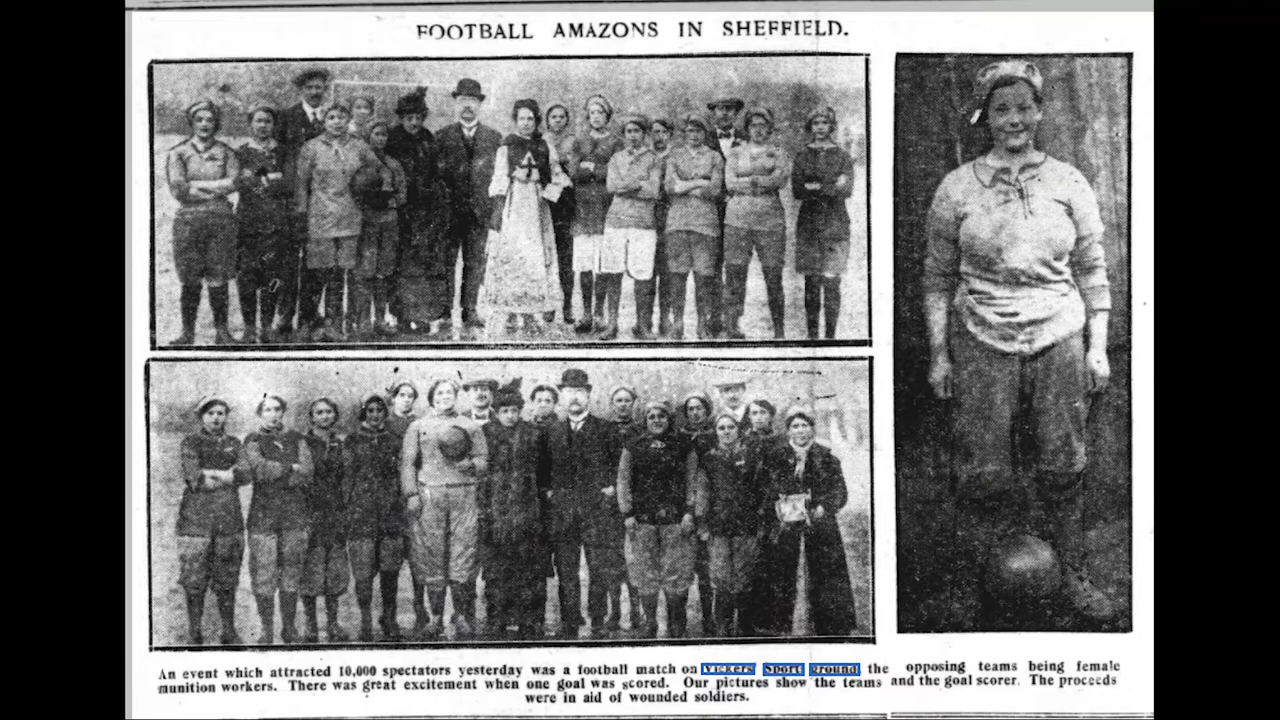 FOOTBALL AMAZONS IN SHEFFIELD.
An event which attracted 10,000 spectators yesterday was a football match on Vickers Sport ground the opposing teams being female
munition workers. There was great excitement when one goal was scored. Our pictures show the teams and the goal scorer. The proceeds
were in aid of wounded soldiers.